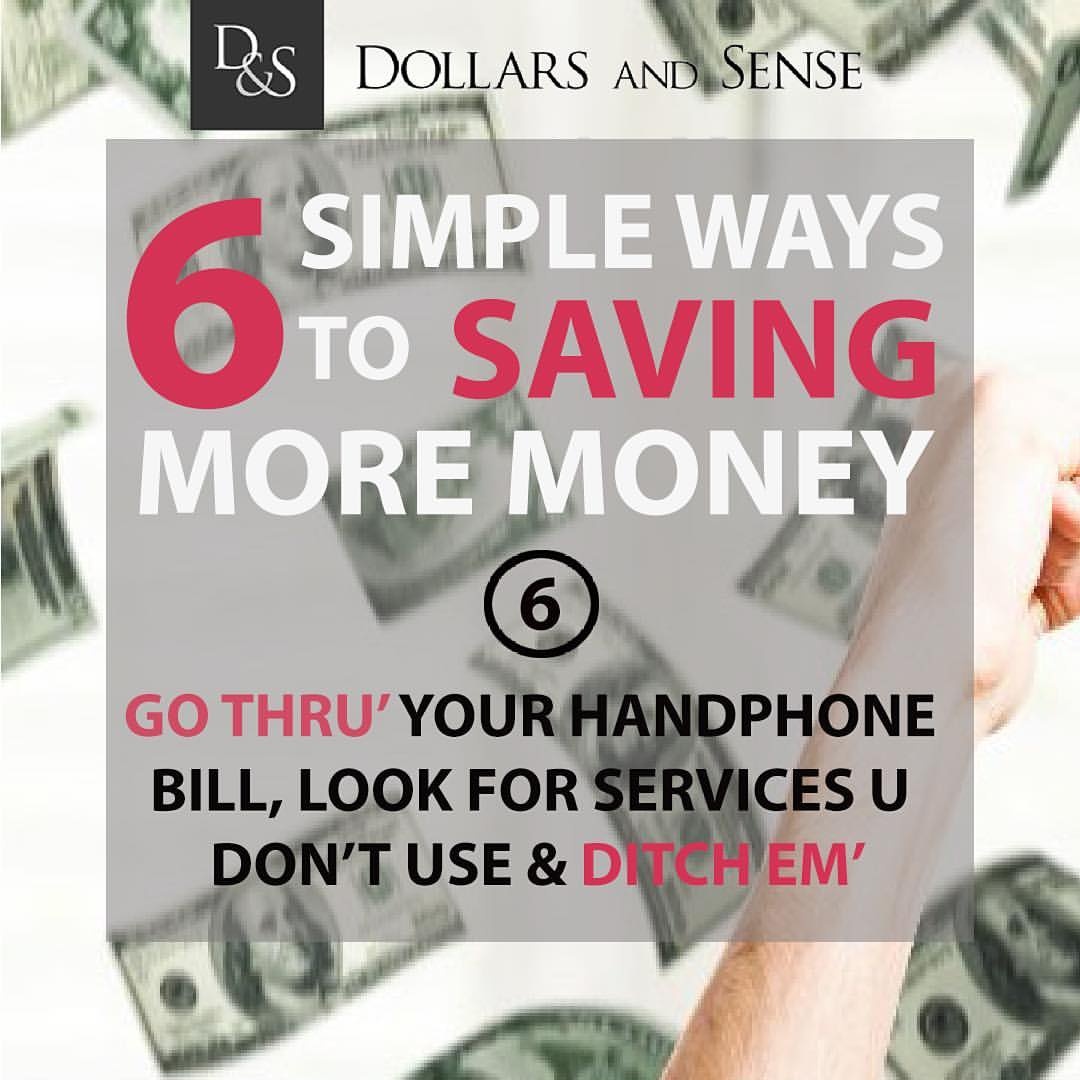 D&S DOLLARS AND SENSE
6 SIMPLE WAYS
TO SAVING
MORE MONEY
6
GO THRU' YOUR HANDPHONE
BILL, LOOK FOR SERVICES U
DON'T USE & DITCH EM'